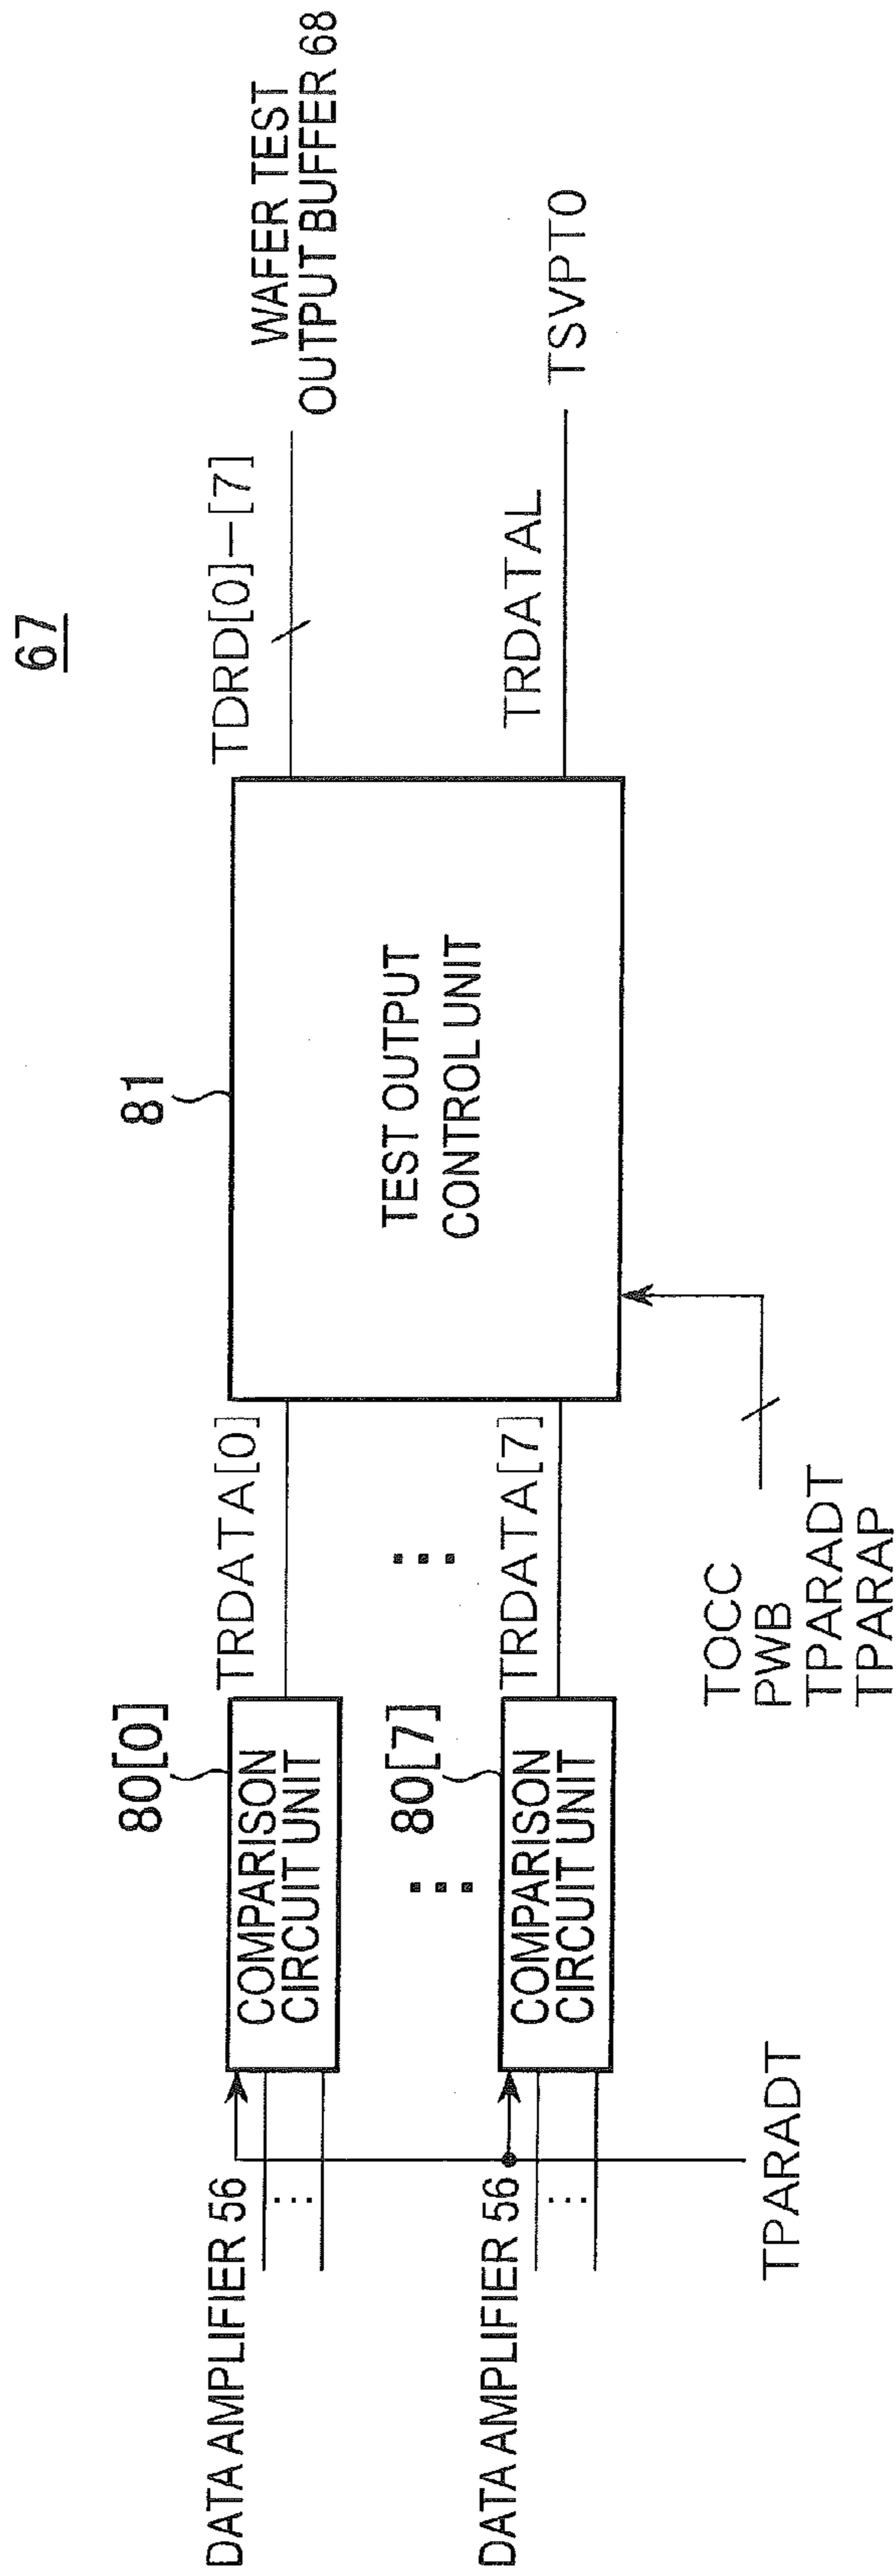 67
DATA AMPLIFIER 56
80[0]
COMPARISON
CIRCUIT UNIT
TRDATA[0]
81
TEST OUTPUT
CONTROL UNIT
TDRD[0]—[7]
WAFER TEST
OUTPUT BUFFER 68
DATA AMPLIFIER 56
80[7]
COMPARISON
CIRCUIT UNIT
TRDATA[7]
TRDATAL
TSVPT0
TPARADT
TOCC
PWB
TPARADT
TPARAP